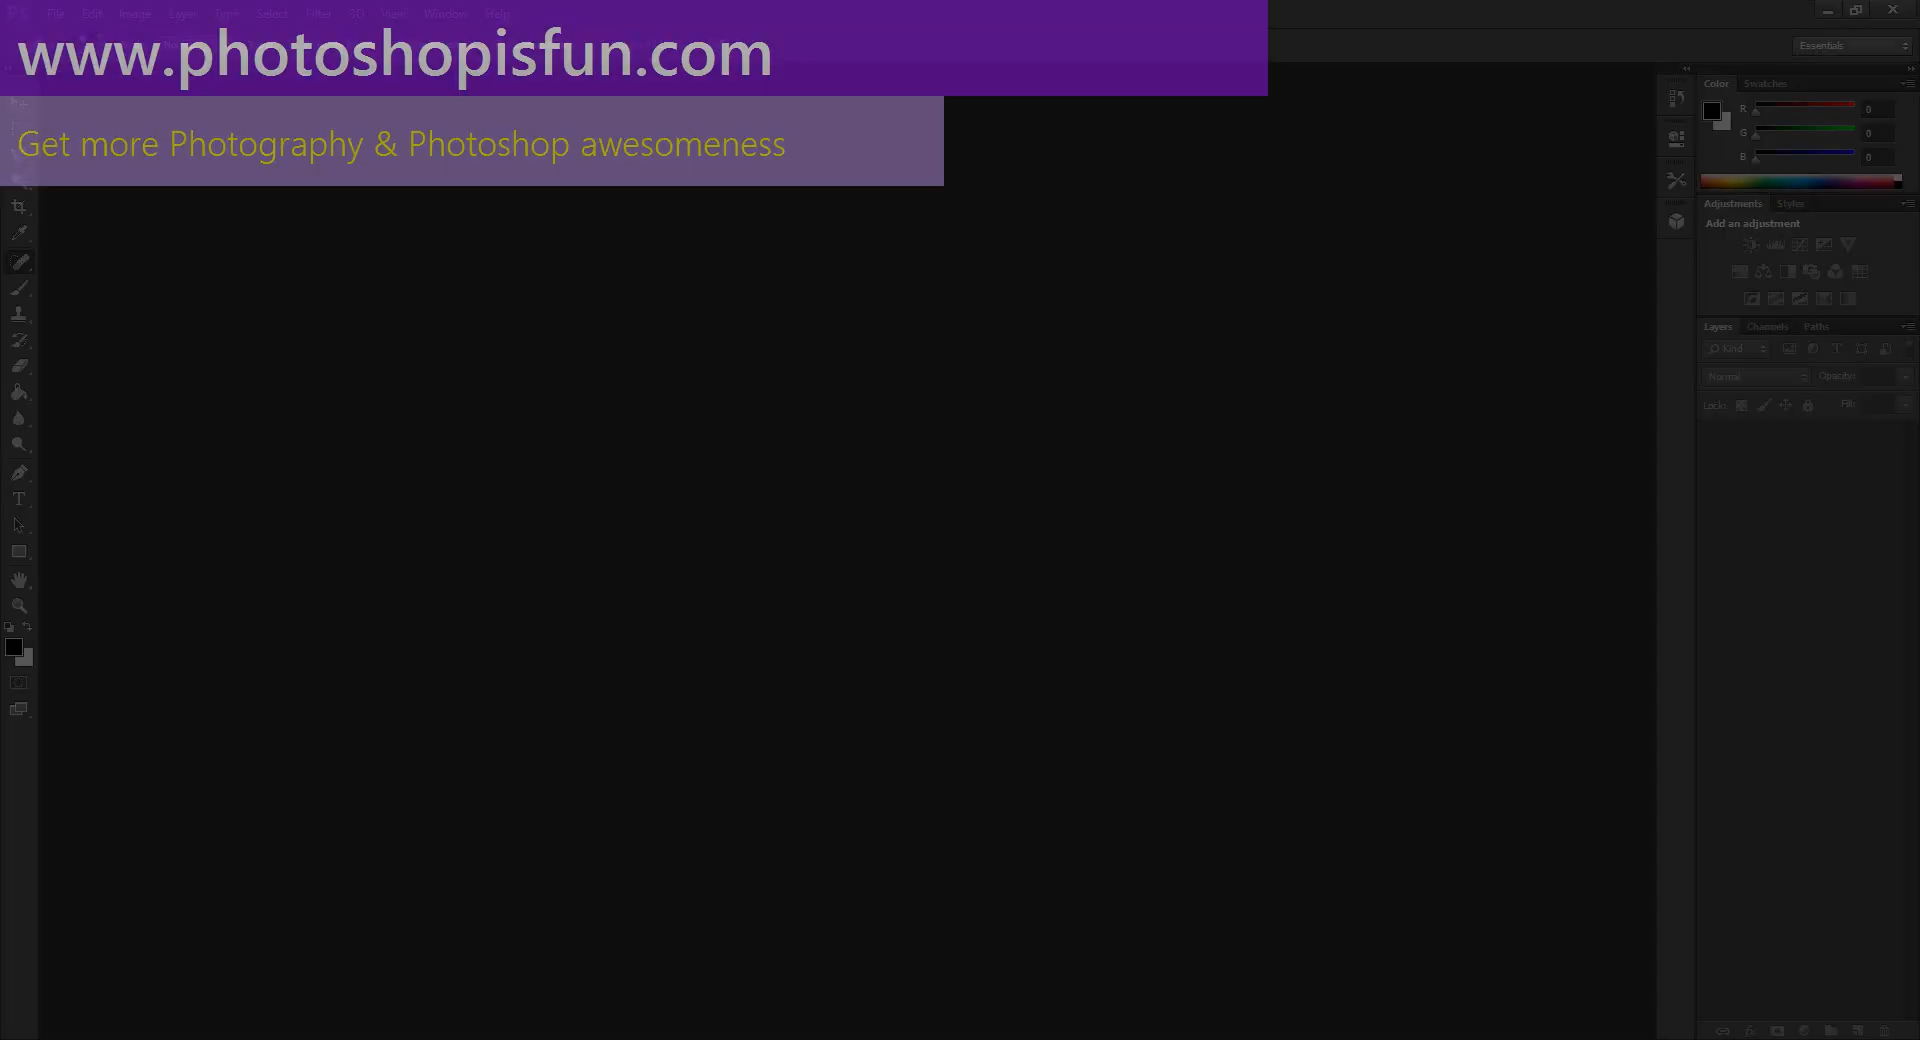 File Edit Image Layer Type Select Filter 3D View Window Help
www.photoshopisfun.com
Essentials
Get more Photography & Photoshop awesomeness
Color Swatches
R 0
G 0
B 0
Adjustments Styles
Add an adjustment
Layers Channels Paths
Kind
Normal Opacity:
Lock: Fill: